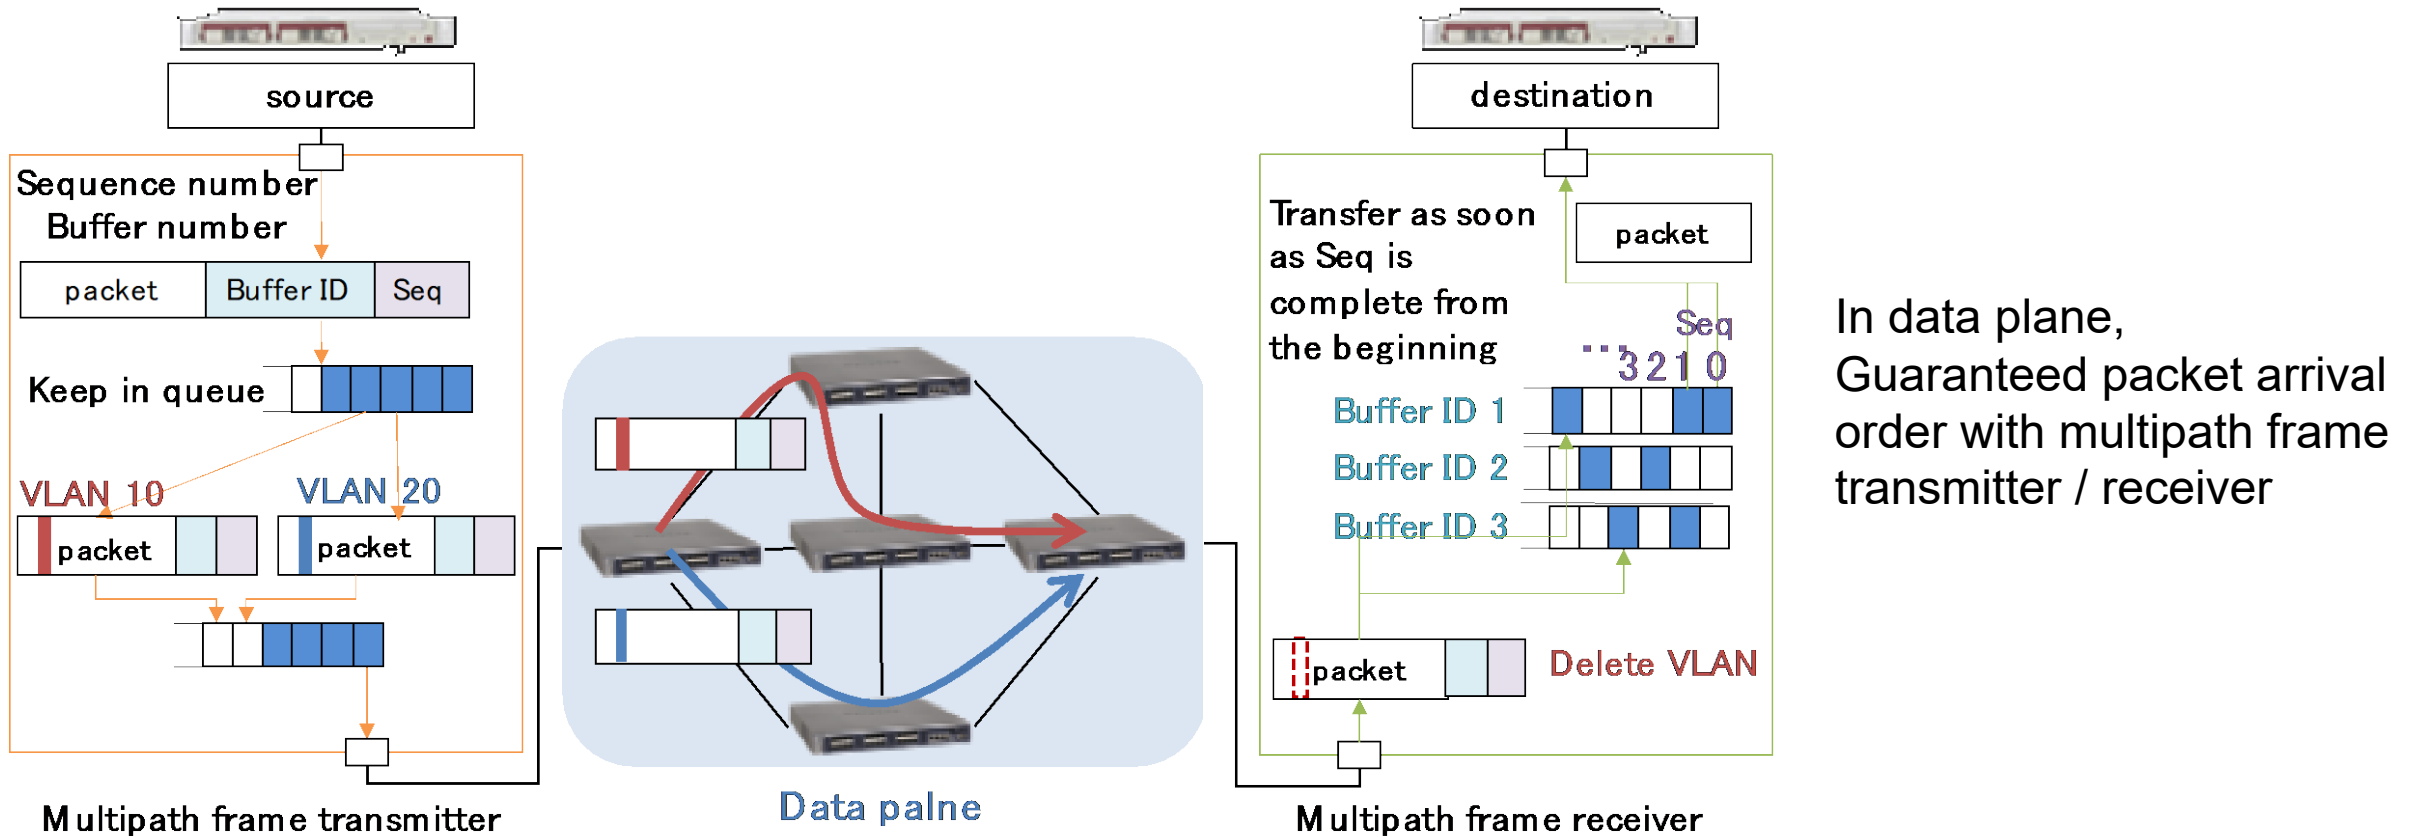 source
Sequence number
Buffer number
packet Buffer ID Seq
Keep in queue
VLAN 10 VLAN 20
packet packet
Multipath frame transmitter
Data palne
destination
Transfer as soon
as Seq is
complete from
the beginning
packet
Seq
...3 2 1 0
Buffer ID 1
Buffer ID 2
Buffer ID 3
packet Delete VLAN
Multipath frame receiver
In data plane,
Guaranteed packet arrival
order with multipath frame
transmitter / receiver